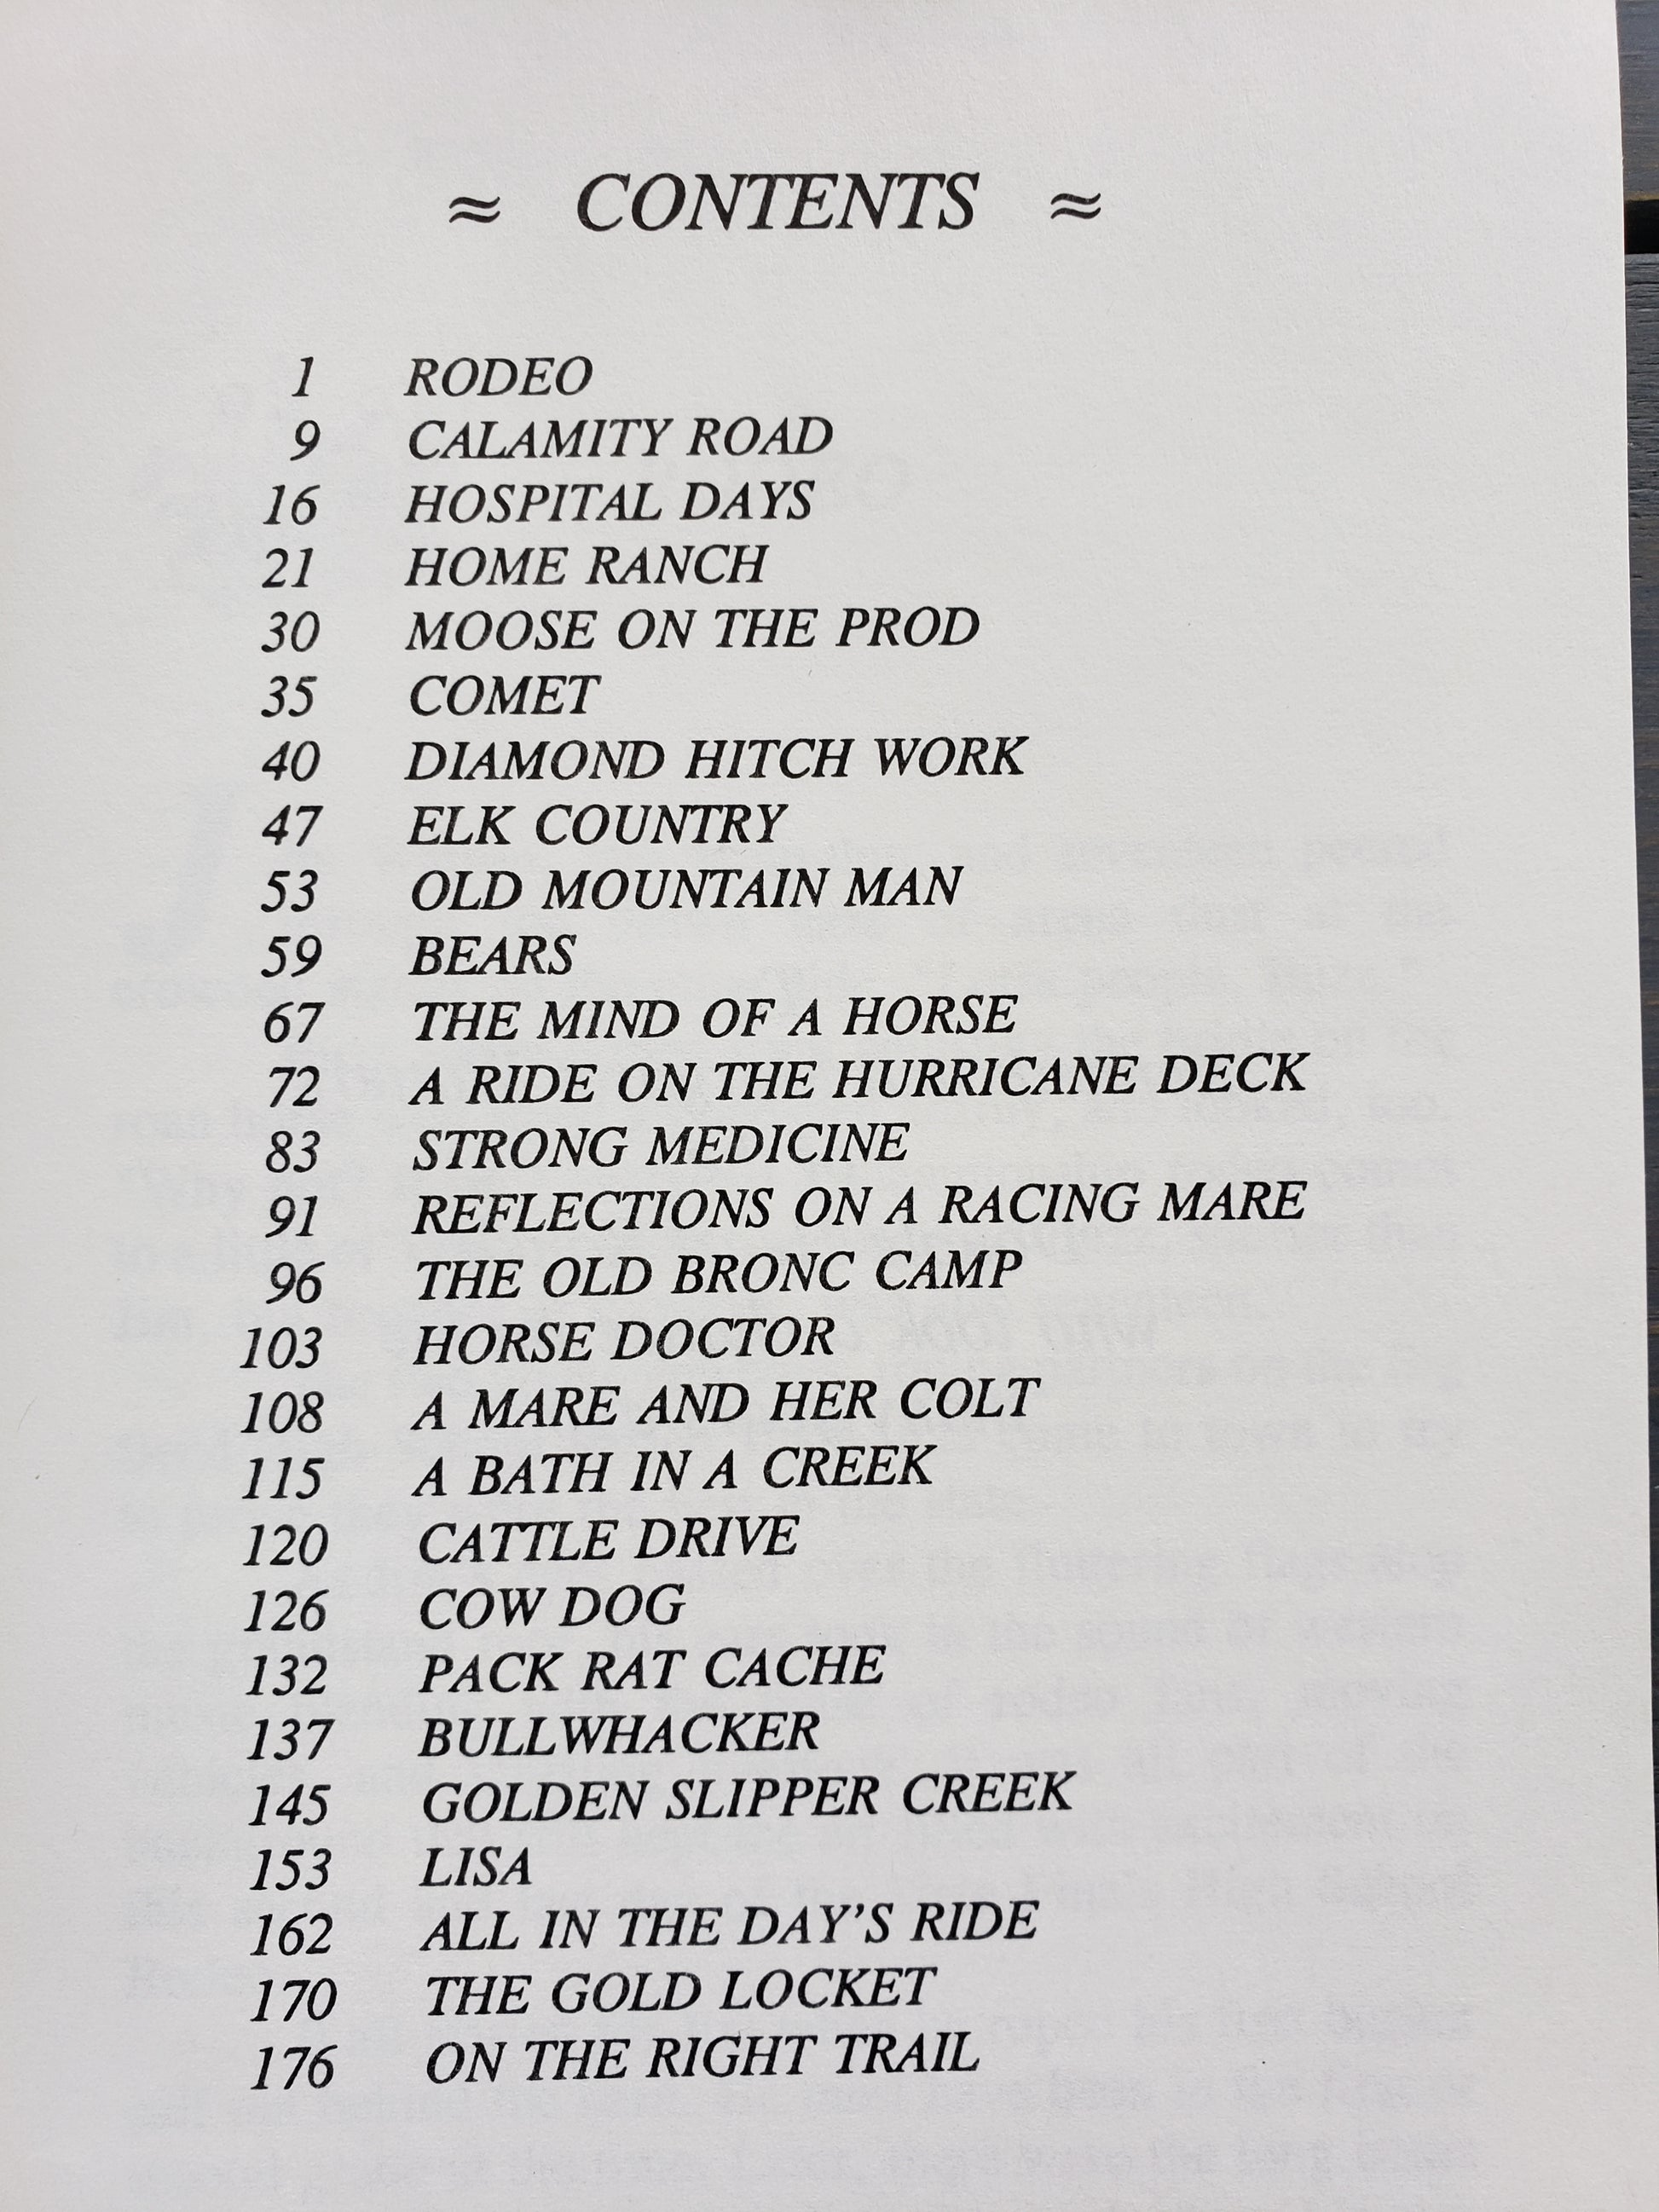 ≈ CONTENTS ≈
1 RODEO
9 CALAMITY ROAD
16 HOSPITAL DAYS
21 HOME RANCH
30 MOOSE ON THE PROD
35 COMET
40 DIAMOND HITCH WORK
47 ELK COUNTRY
53 OLD MOUNTAIN MAN
59 BEARS
67 THE MIND OF A HORSE
72 A RIDE ON THE HURRICANE DECK
83 STRONG MEDICINE
91 REFLECTIONS ON A RACING MARE
96 THE OLD BRONC CAMP
103 HORSE DOCTOR
108 A MARE AND HER COLT
115 A BATH IN A CREEK
120 CATTLE DRIVE
126 COW DOG
132 PACK RAT CACHE
137 BULLWHACKER
145 GOLDEN SLIPPER CREEK
153 LISA
162 ALL IN THE DAY'S RIDE
170 THE GOLD LOCKET
176 ON THE RIGHT TRAIL